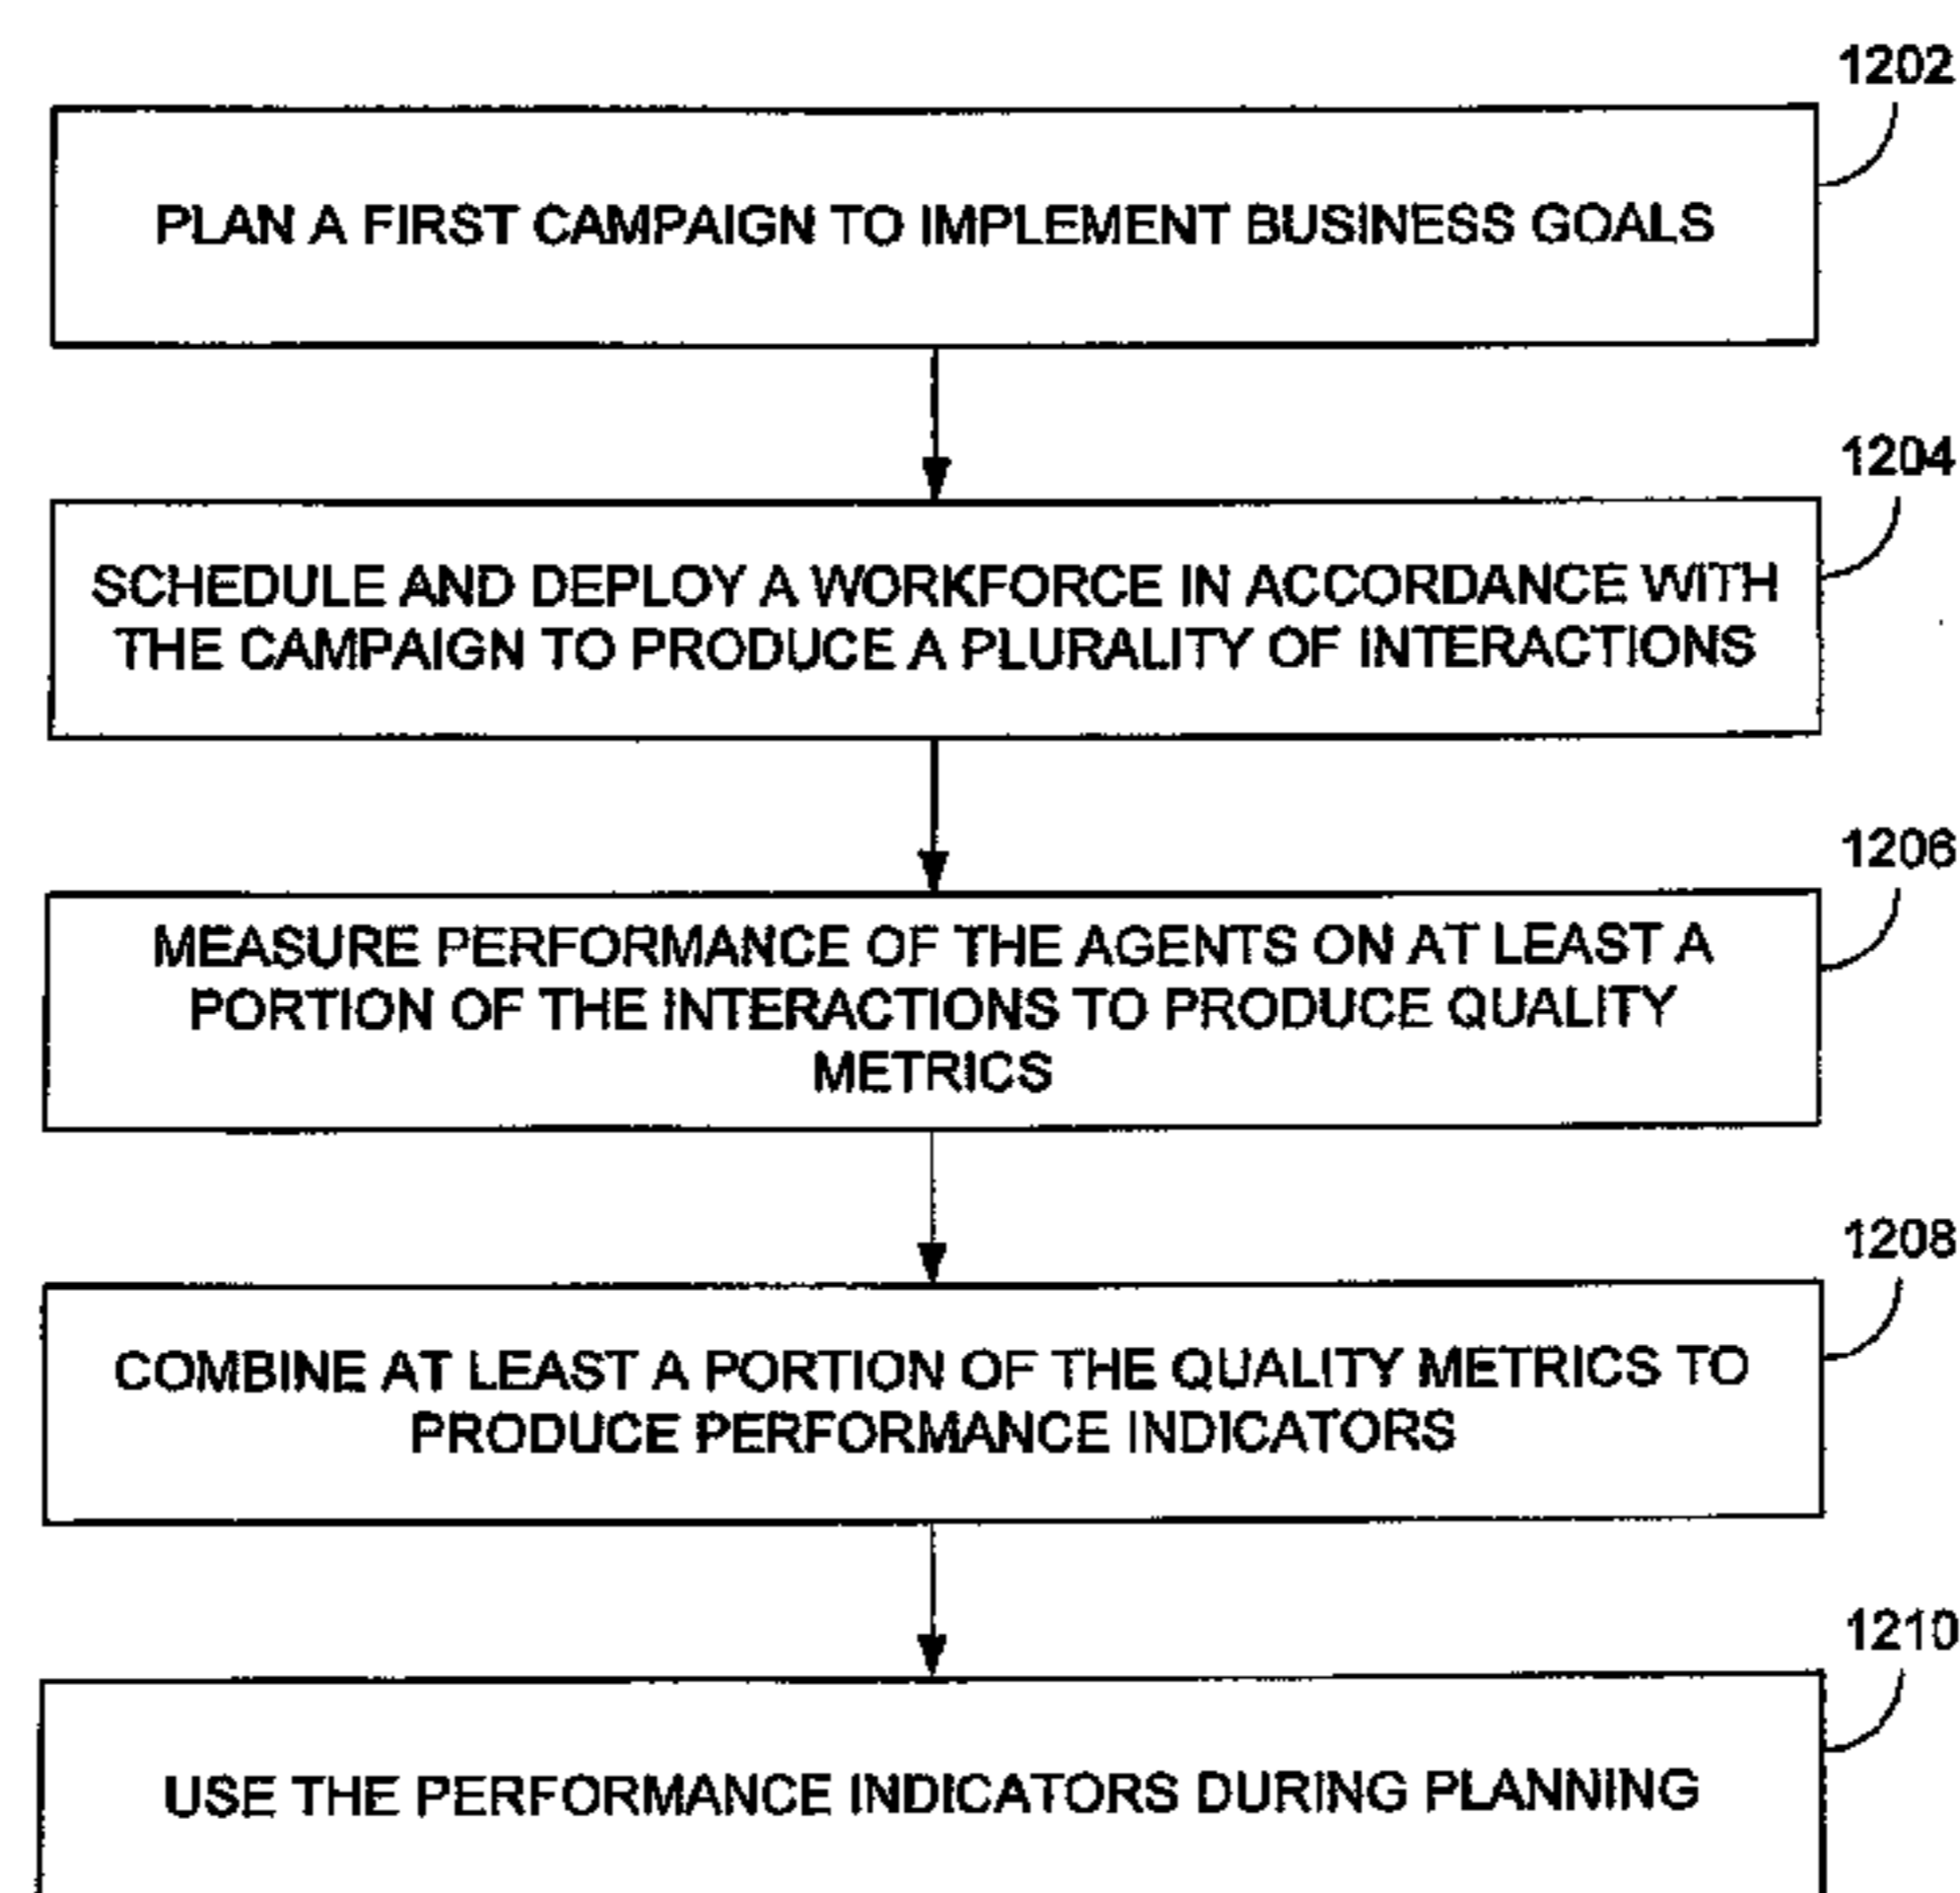 1202
PLAN A FIRST CAMPAIGN TO IMPLEMENT BUSINESS GOALS
1204
SCHEDULE AND DEPLOY A WORKFORCE IN ACCORDANCE WITH
THE CAMPAIGN TO PRODUCE A PLURALITY OF INTERACTIONS
1206
MEASURE PERFORMANCE OF THE AGENTS ON AT LEAST A
PORTION OF THE INTERACTIONS TO PRODUCE QUALITY
METRICS
1208
COMBINE AT LEAST A PORTION OF THE QUALITY METRICS TO
PRODUCE PERFORMANCE INDICATORS
1210
USE THE PERFORMANCE INDICATORS DURING PLANNING